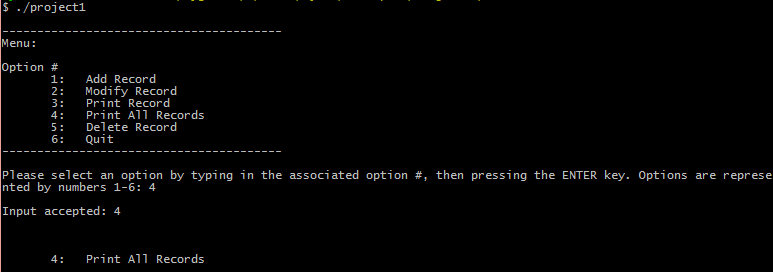 $ ./project1
----------------------------------------
Menu:
Option #
1: Add Record
2: Modify Record
3: Print Record
4: Print All Records
5: Delete Record
6: Quit
----------------------------------------
Please select an option by typing in the associated option #, then pressing the ENTER key. Options are represe
nted by numbers 1-6: 4
Input accepted: 4
4: Print All Records